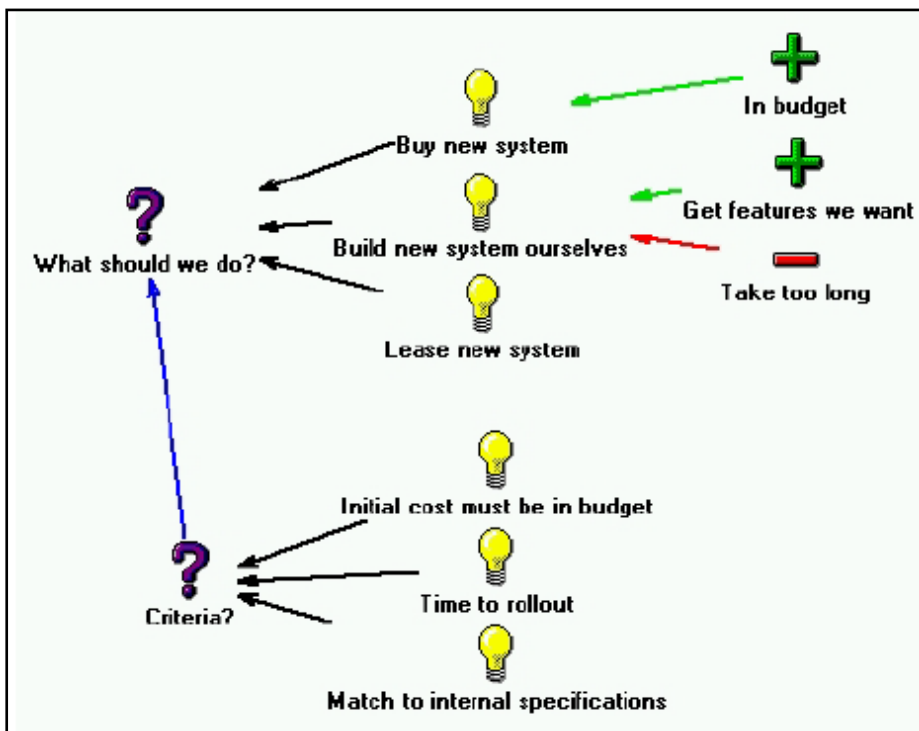 In budget
Buy new system
Get features we want
What should we do?
Build new system ourselves
Take too long
Lease new system
Initial cost must be in budget
Criteria?
Time to rollout
Match to internal specifications